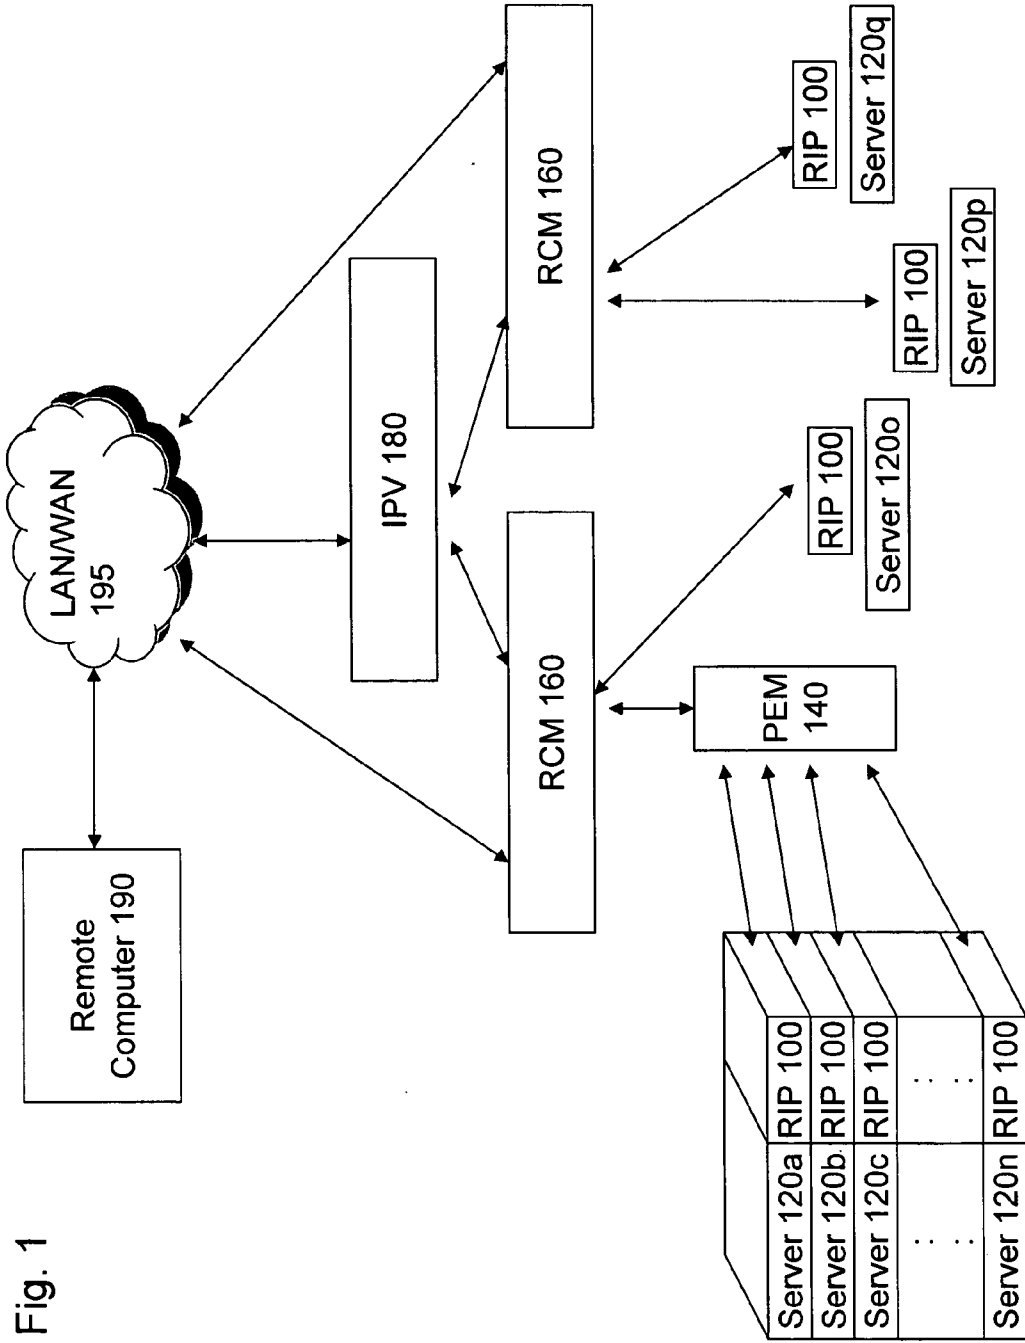 Fig. 1
Remote
Computer 190
LAN/WAN
195
IPV 180
RCM 160
RCM 160
PEM
140
RIP 100
Server 120o
RIP 100
Server 120p
RIP 100
Server 120q
Server 120a RIP 100
Server 120b RIP 100
Server 120c RIP 100
Server 120n RIP 100